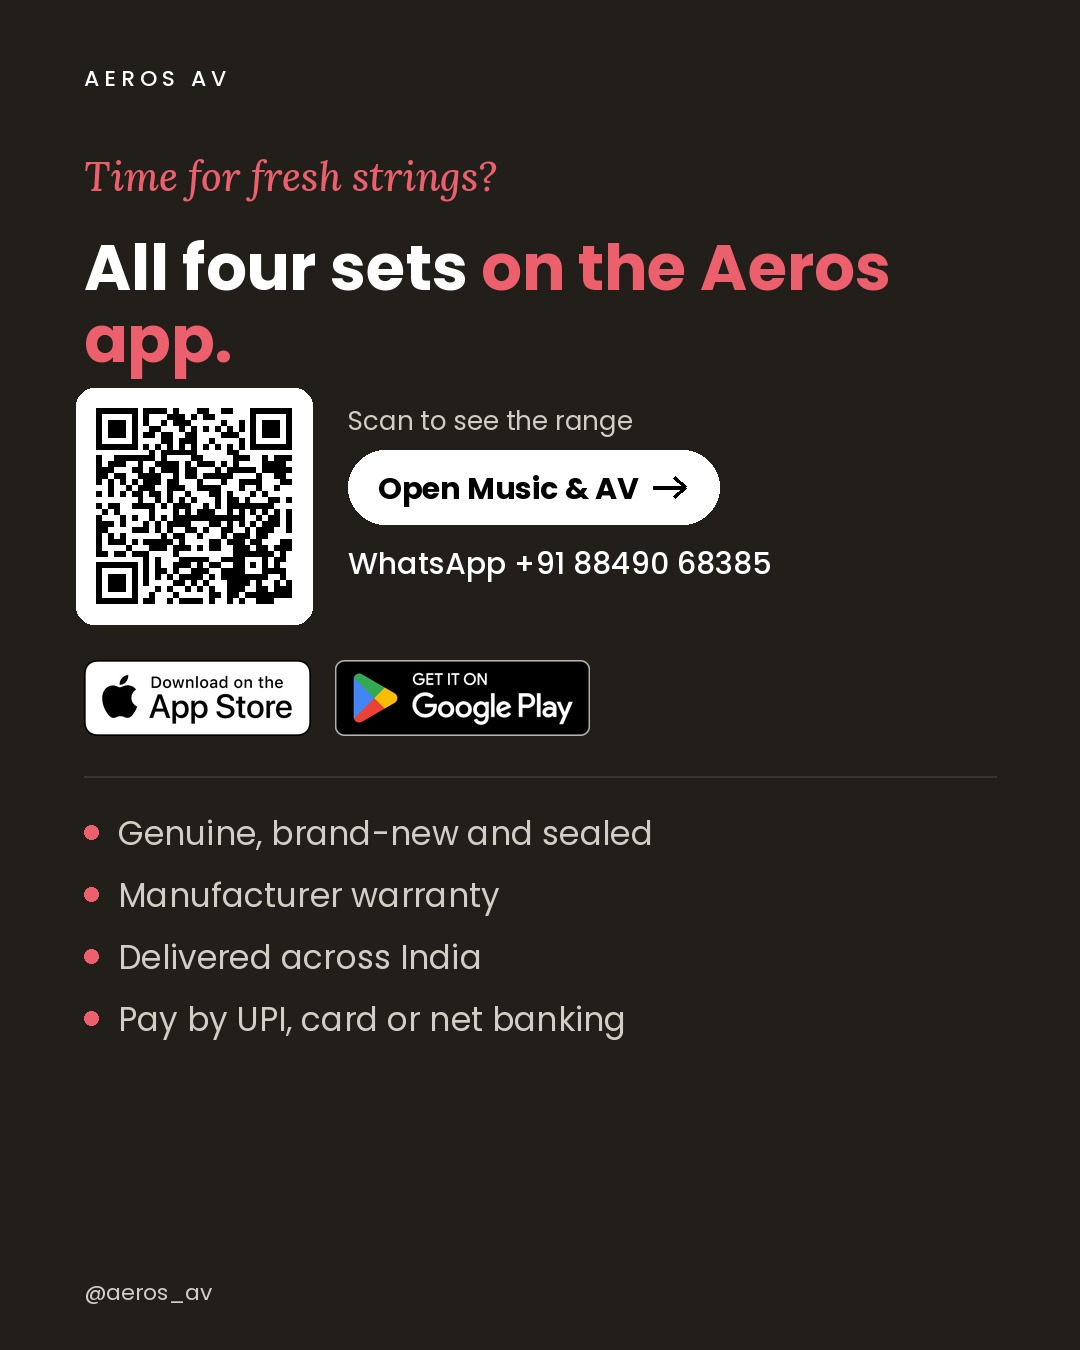 AEROS AV
Time for fresh strings?
All four sets on the Aeros
app.
Scan to see the range
Open Music & AV →
WhatsApp +91 88490 68385
Download on the
App Store
GET IT ON
Google Play
Genuine, brand-new and sealed
Manufacturer warranty
Delivered across India
Pay by UPI, card or net banking
@aeros_av